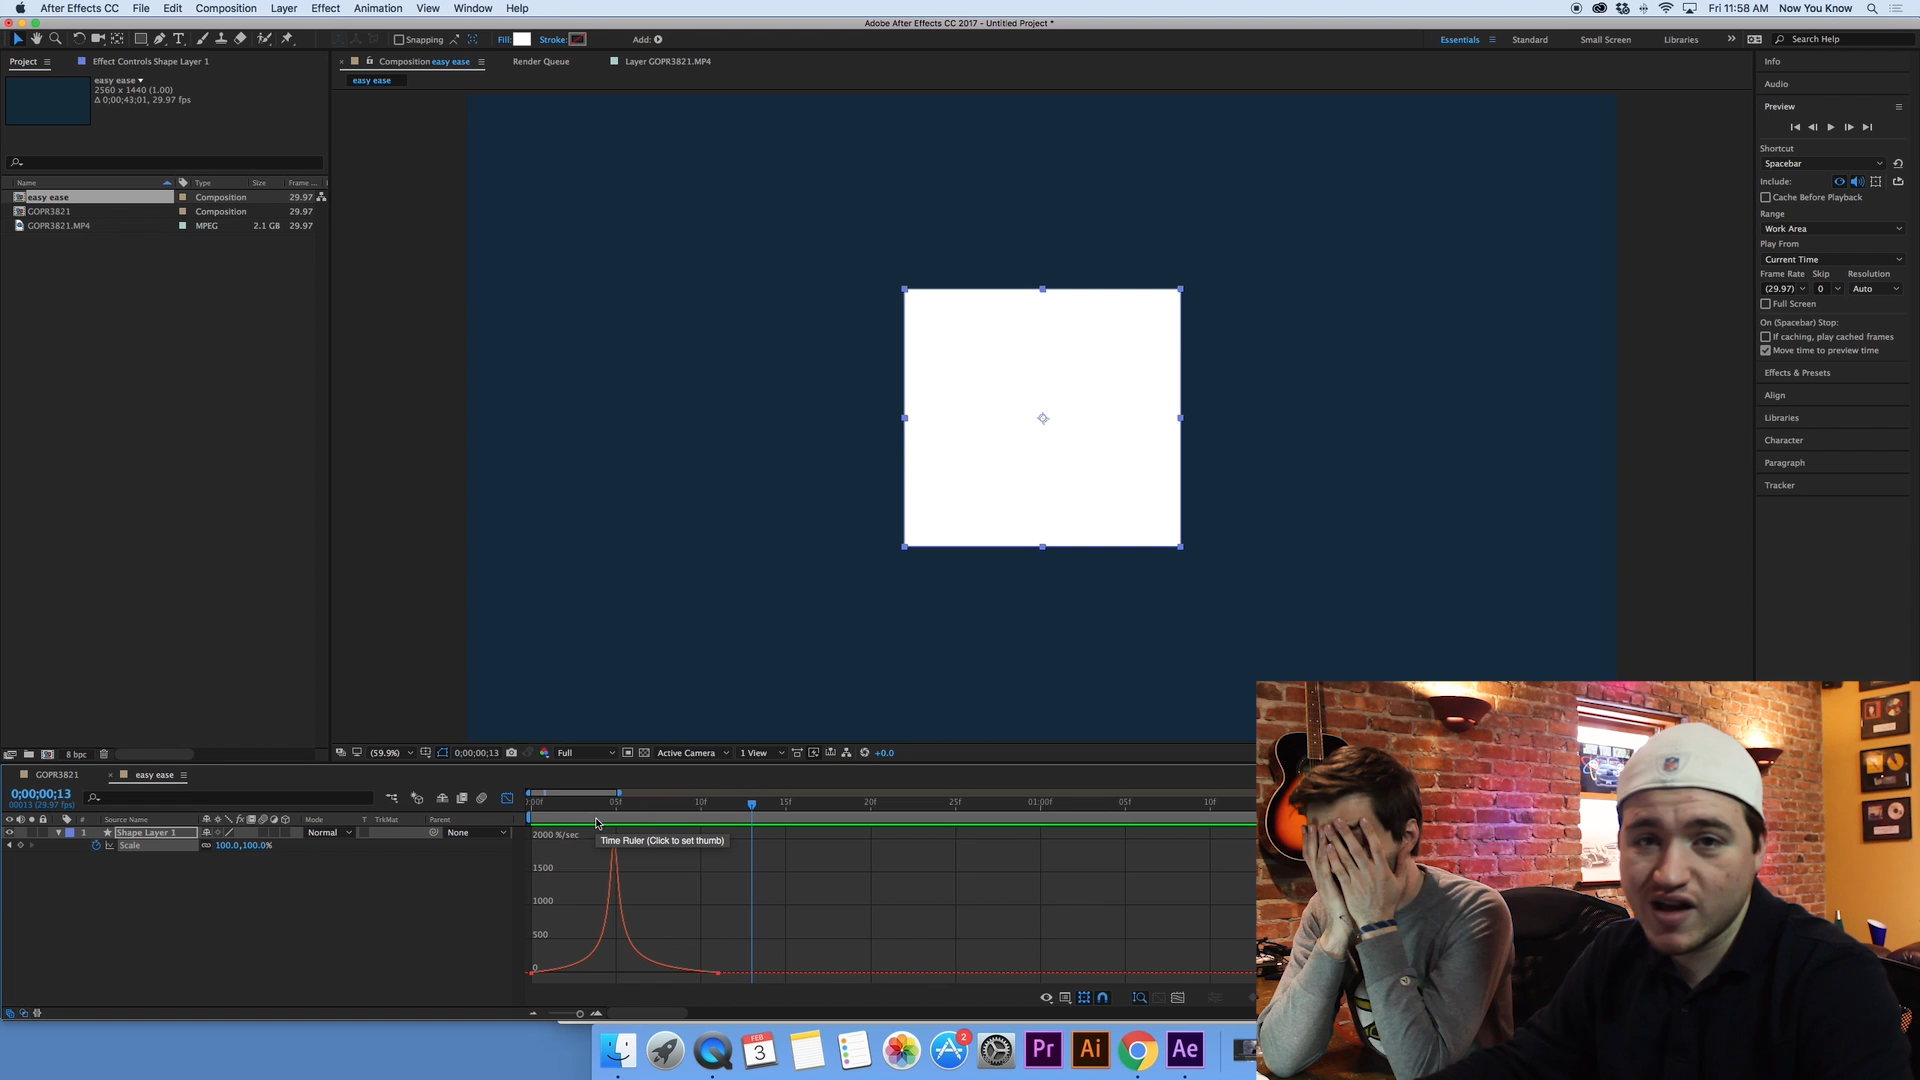 After Effects CC File Edit Composition Layer Effect Animation View Window Help Fri 11:58 AM Now You Know
Adobe After Effects CC 2017 - Untitled Project *
Snapping Fill: Stroke: Add: Essentials Standard Small Screen Libraries Search Help
Project Effect Controls Shape Layer 1 Composition easy ease Render Queue Layer GOPR3821.MP4 Info
easy ease
easy ease
2560 x 1440 (1.00)
Δ 0;00;43;01, 29.97 fps
Audio
Preview
Shortcut
Spacebar
Include:
Cache Before Playback
Range
Work Area
Play From
Current Time
Frame Rate Skip Resolution
(29.97) 0 Auto
Full Screen
On (Spacebar) Stop:
If caching, play cached frames
Move time to preview time
Effects & Presets
Align
Libraries
Character
Paragraph
Tracker
Name Type Size Frame ...
easy ease Composition 29.97
GOPR3821 Composition 29.97
GOPR3821.MP4 MPEG 2.1 GB 29.97
8 bpc (59.9%) 0;00;00;13 Full Active Camera 1 View +0.0
GOPR3821 easy ease
0;00;00;13
00013 (29.97 fps)
05f 10f 15f 20f 25f 01:00f 05f 10f
# Source Name Mode T TrkMat Parent
1 Shape Layer 1 Normal None
Scale 100.0,100.0%
2000 %/sec
Time Ruler (Click to set thumb)
1500
1000
500
0
FEB
3
2
Pr Ai Ae